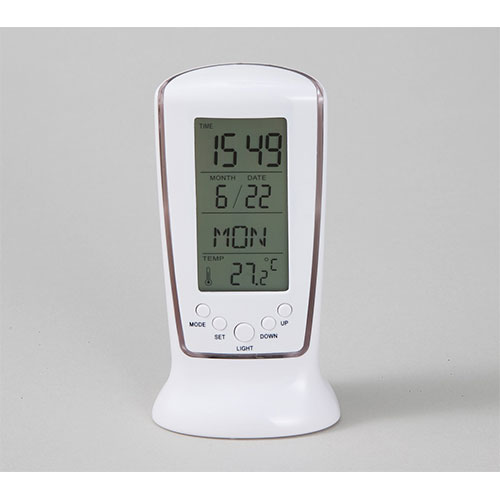 TIME
15 49
MONTH DATE
6/22
MON
TEMP
27.2°C
MODE UP
SET DOWN
LIGHT